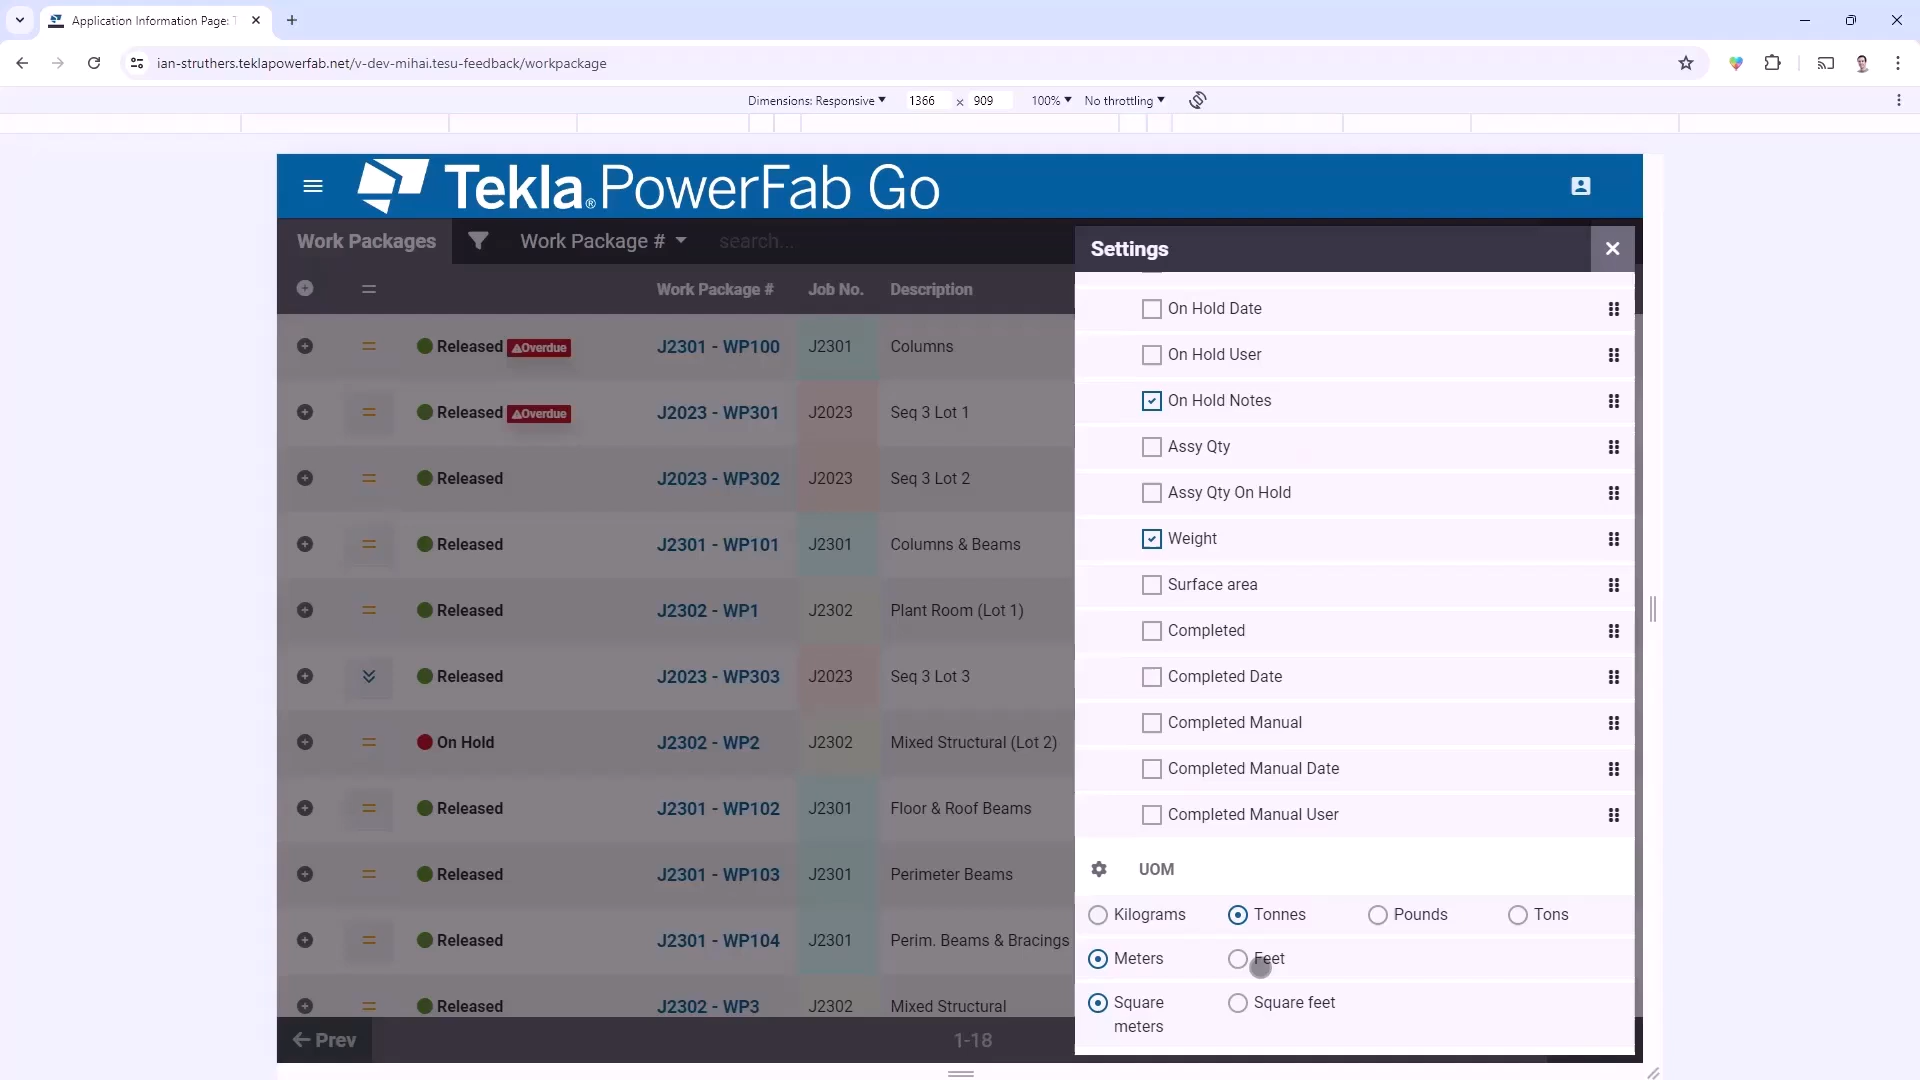 Application Information Page:
ian-struthers.teklapowerfab.net/v-dev-mihai.tesu-feedback/workpackage
Dimensions: Responsive 1366 x 909 100% No throttling
Tekla® PowerFab Go
Work Packages Work Package # search...
Work Package # Job No. Description
Released Overdue J2301 - WP100 J2301 Columns
Released Overdue J2023 - WP301 J2023 Seq 3 Lot 1
Released J2023 - WP302 J2023 Seq 3 Lot 2
Released J2301 - WP101 J2301 Columns & Beams
Released J2302 - WP1 J2302 Plant Room (Lot 1)
Released J2023 - WP303 J2023 Seq 3 Lot 3
On Hold J2302 - WP2 J2302 Mixed Structural (Lot 2)
Released J2301 - WP102 J2301 Floor & Roof Beams
Released J2301 - WP103 J2301 Perimeter Beams
Released J2301 - WP104 J2301 Perim. Beams & Bracings
Released J2302 - WP3 J2302 Mixed Structural
Prev 1-18
Settings
On Hold Date
On Hold User
On Hold Notes
Assy Qty
Assy Qty On Hold
Weight
Surface area
Completed
Completed Date
Completed Manual
Completed Manual Date
Completed Manual User
UOM
Kilograms Tonnes Pounds Tons
Meters Feet
Square Square feet
meters